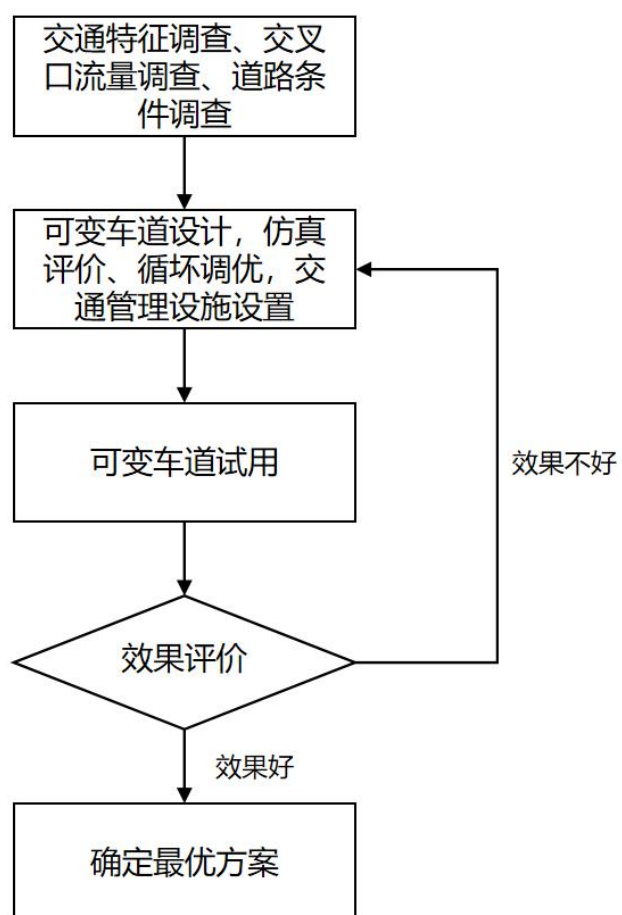 交通特征调查、交叉
口流量调查、道路条
件调查
可变车道设计，仿真
评价、循坏调优，交
通管理设施设置
可变车道试用
效果不好
效果评价
效果好
确定最优方案